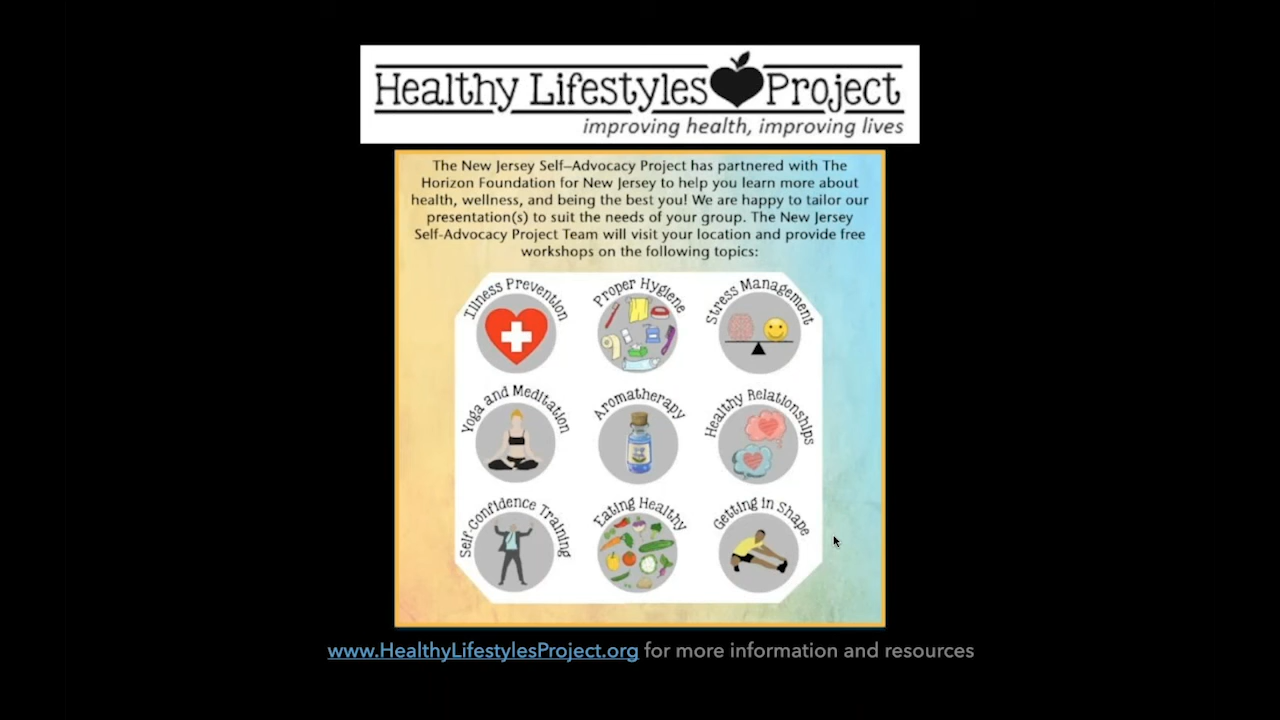 Healthy Lifestyles Project
improving health, improving lives
The New Jersey Self–Advocacy Project has partnered with The
Horizon Foundation for New Jersey to help you learn more about
health, wellness, and being the best you! We are happy to tailor our
presentation(s) to suit the needs of your group. The New Jersey
Self-Advocacy Project Team will visit your location and provide free
workshops on the following topics:
Illness Prevention
Proper Hygiene
Stress Management
Yoga and Meditation
Aromatherapy
Healthy Relationships
Self-Confidence Training
Eating Healthy
Getting in Shape
www.HealthyLifestylesProject.org for more information and resources